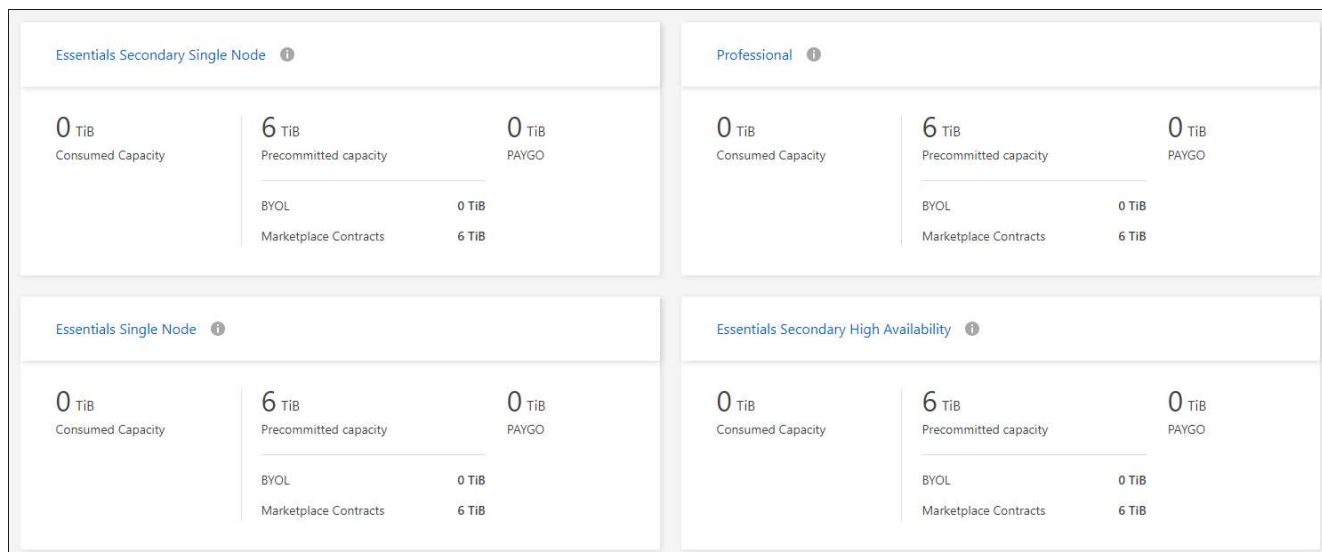 Essentials Secondary Single Node
0 TiB
Consumed Capacity
6 TiB
Precommitted capacity
BYOL 0 TiB
Marketplace Contracts 6 TiB
0 TiB
PAYGO
Professional
0 TiB
Consumed Capacity
6 TiB
Precommitted capacity
BYOL 0 TiB
Marketplace Contracts 6 TiB
0 TiB
PAYGO
Essentials Single Node
0 TiB
Consumed Capacity
6 TiB
Precommitted capacity
BYOL 0 TiB
Marketplace Contracts 6 TiB
0 TiB
PAYGO
Essentials Secondary High Availability
0 TiB
Consumed Capacity
6 TiB
Precommitted capacity
BYOL 0 TiB
Marketplace Contracts 6 TiB
0 TiB
PAYGO